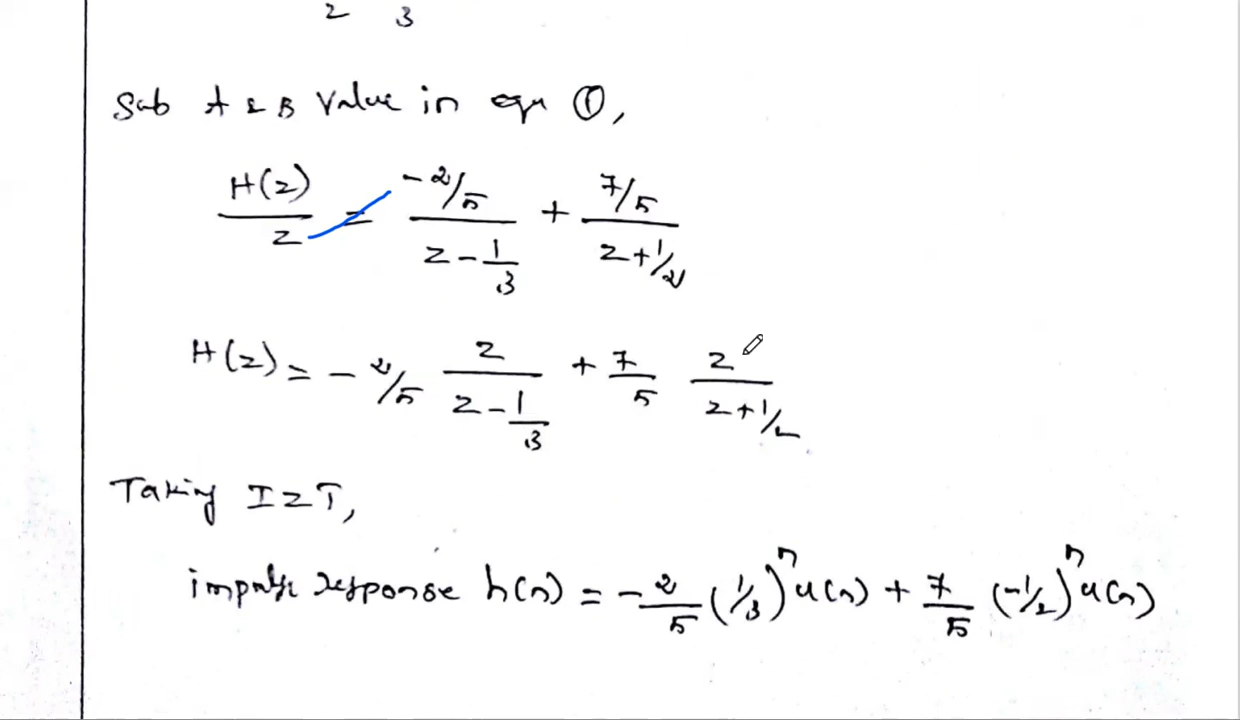 2 3
Sub A & B Value in equ ①,
H(z)/z = -2/5/(z - 1/3) + 7/5/(z + 1/2)
H(z) = -2/5 z/(z - 1/3) + 7/5 z/(z + 1/2)
Taking IZT,
impulse response h(n) = -2/5 (1/3)^n u(n) + 7/5 (-1/2)^n u(n)